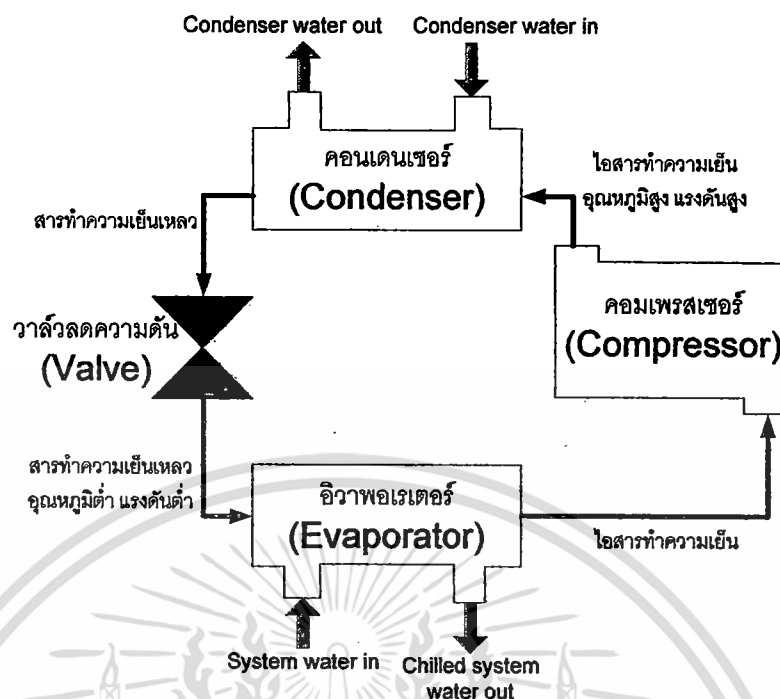 Condenser water out
Condenser water in
คอนเดนเซอร์
(Condenser)
ไอสารทำความเย็น
อุณหภูมิสูง แรงดันสูง
สารทำความเย็นเหลว
คอมเพรสเซอร์
(Compressor)
วาล์วลดความดัน
(Valve)
สารทำความเย็นเหลว
อุณหภูมิต่ำ แรงดันต่ำ
อีวาพอเรเตอร์
(Evaporator)
ไอสารทำความเย็น
System water in
Chilled system
water out